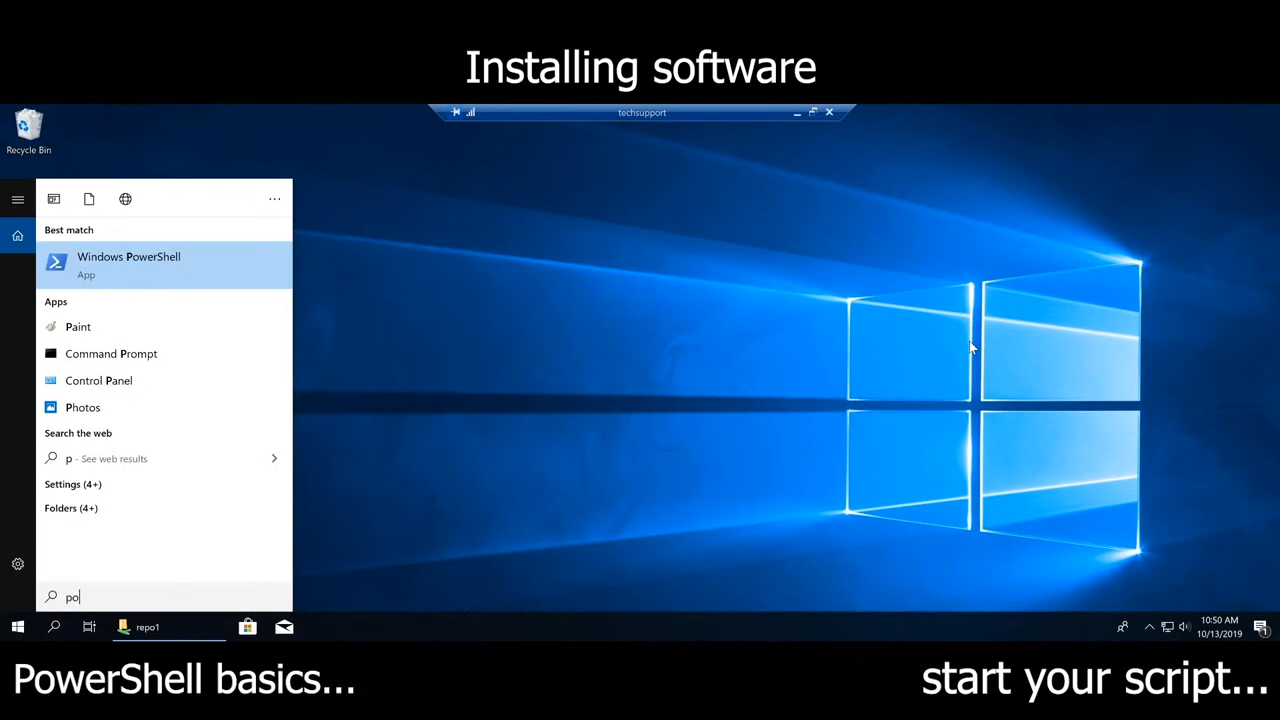 Installing software
techsupport
Recycle Bin
Best match
Windows PowerShell
App
Apps
Paint
Command Prompt
Control Panel
Photos
Search the web
p - See web results
Settings (4+)
Folders (4+)
po
repo1
10:50 AM
10/13/2019
1
PowerShell basics...
start your script...